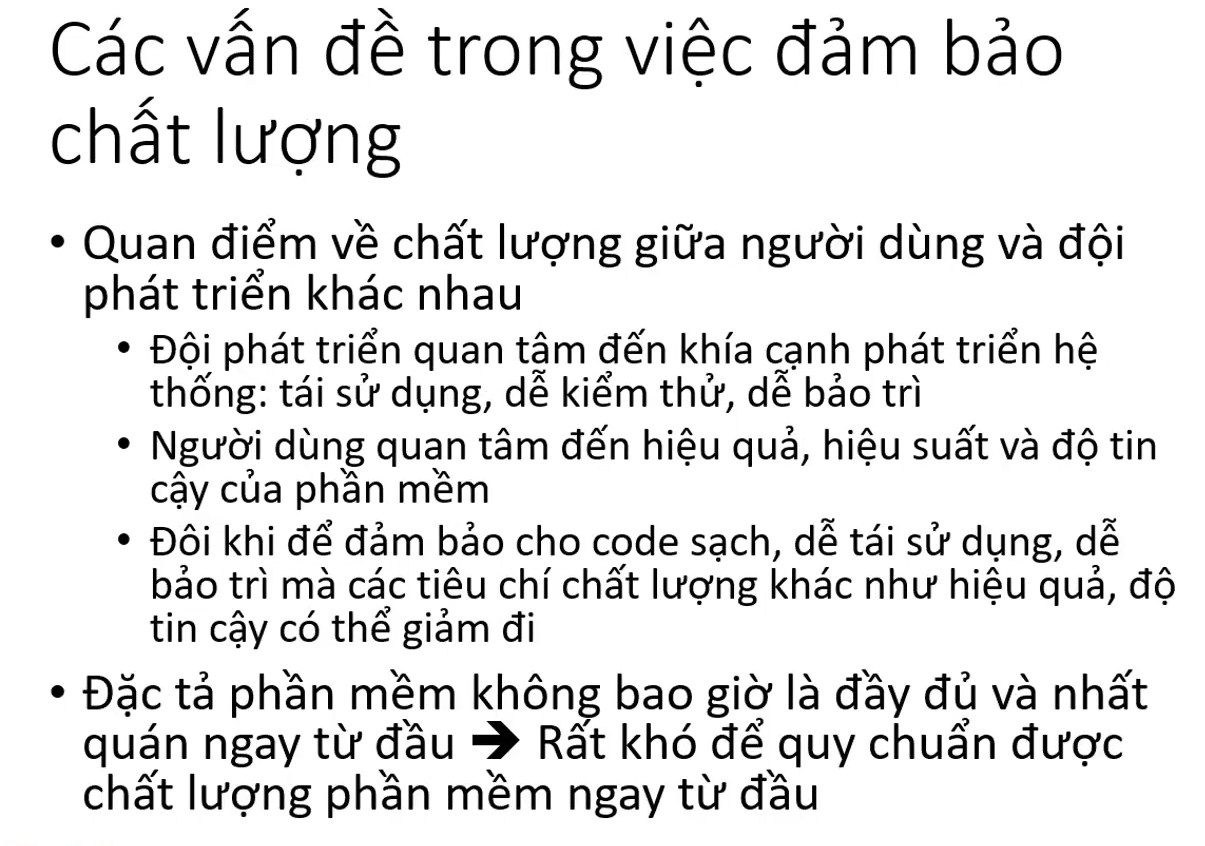 Các vấn đề trong việc đảm bảo
chất lượng
• Quan điểm về chất lượng giữa người dùng và đội
phát triển khác nhau
• Đội phát triển quan tâm đến khía cạnh phát triển hệ
thống: tái sử dụng, dễ kiểm thử, dễ bảo trì
• Người dùng quan tâm đến hiệu quả, hiệu suất và độ tin
cậy của phần mềm
• Đôi khi để đảm bảo cho code sạch, dễ tái sử dụng, dễ
bảo trì mà các tiêu chí chất lượng khác như hiệu quả, độ
tin cậy có thể giảm đi
• Đặc tả phần mềm không bao giờ là đầy đủ và nhất
quán ngay từ đầu ➔ Rất khó để quy chuẩn được
chất lượng phần mềm ngay từ đầu